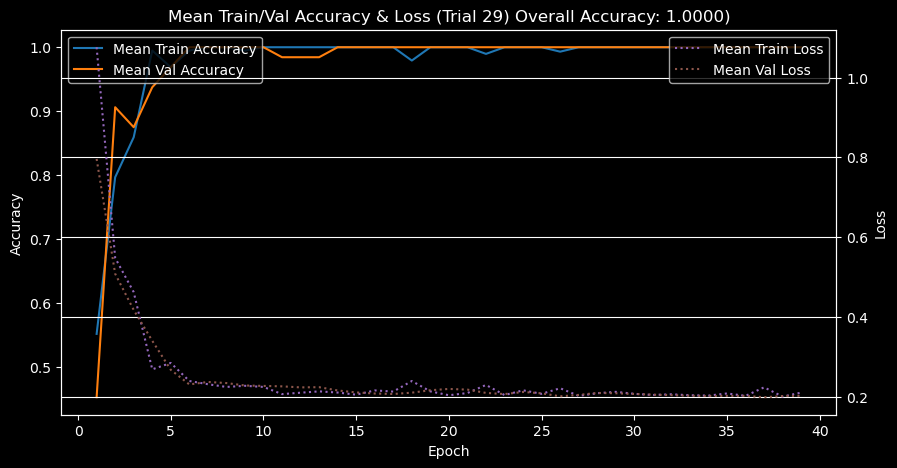 Mean Train/Val Accuracy & Loss (Trial 29) Overall Accuracy: 1.0000)
Mean Train Accuracy
Mean Val Accuracy
Mean Train Loss
Mean Val Loss
1.0
0.9
0.8
0.7
0.6
0.5
Accuracy
1.0
0.8
0.6
0.4
0.2
Loss
0 5 10 15 20 25 30 35 40
Epoch